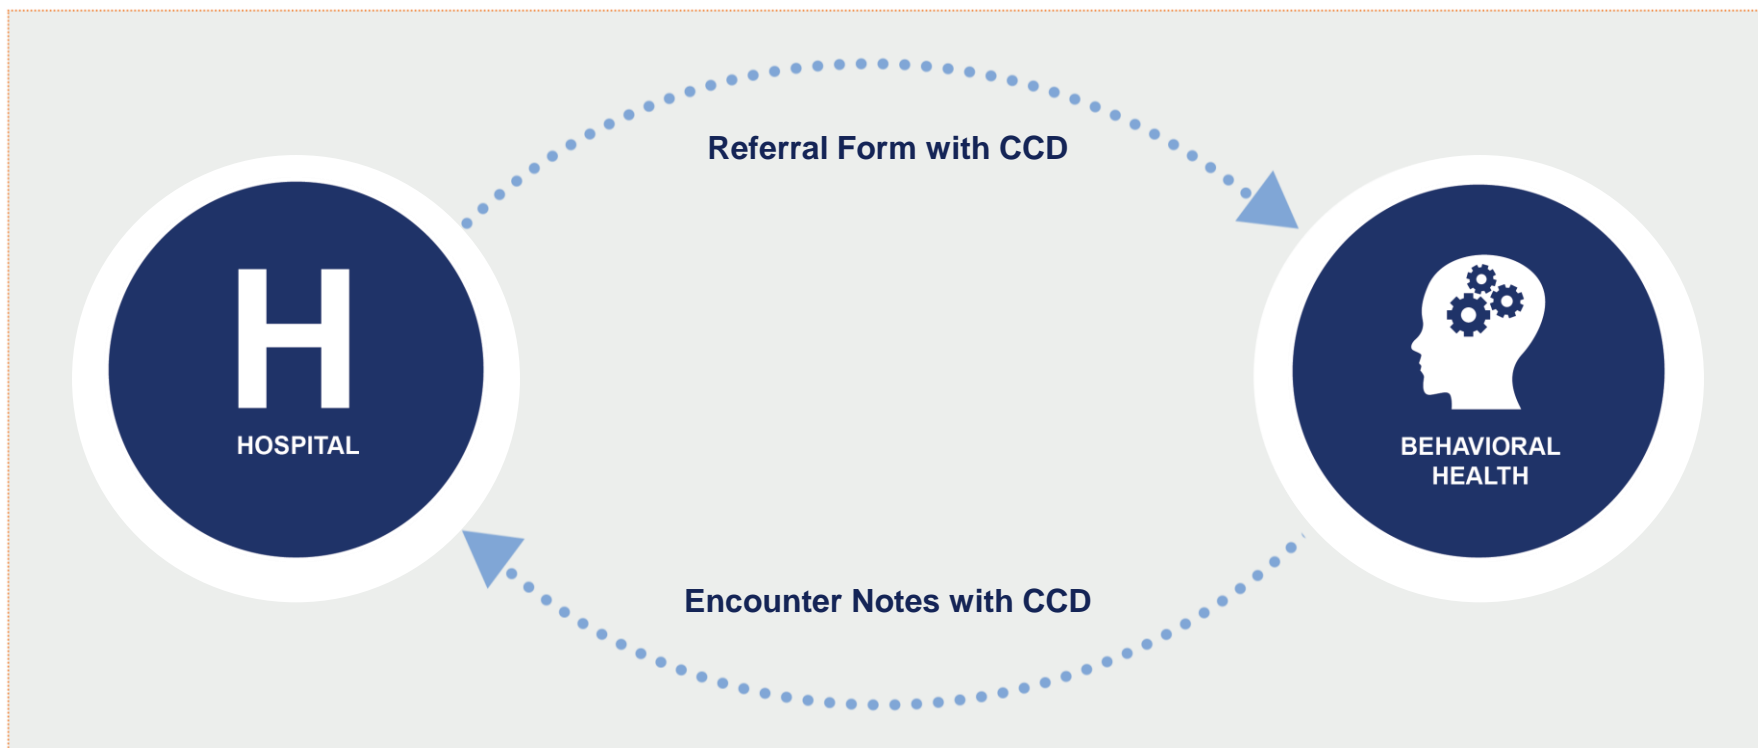 Referral Form with CCD
H
HOSPITAL
BEHAVIORAL
HEALTH
Encounter Notes with CCD